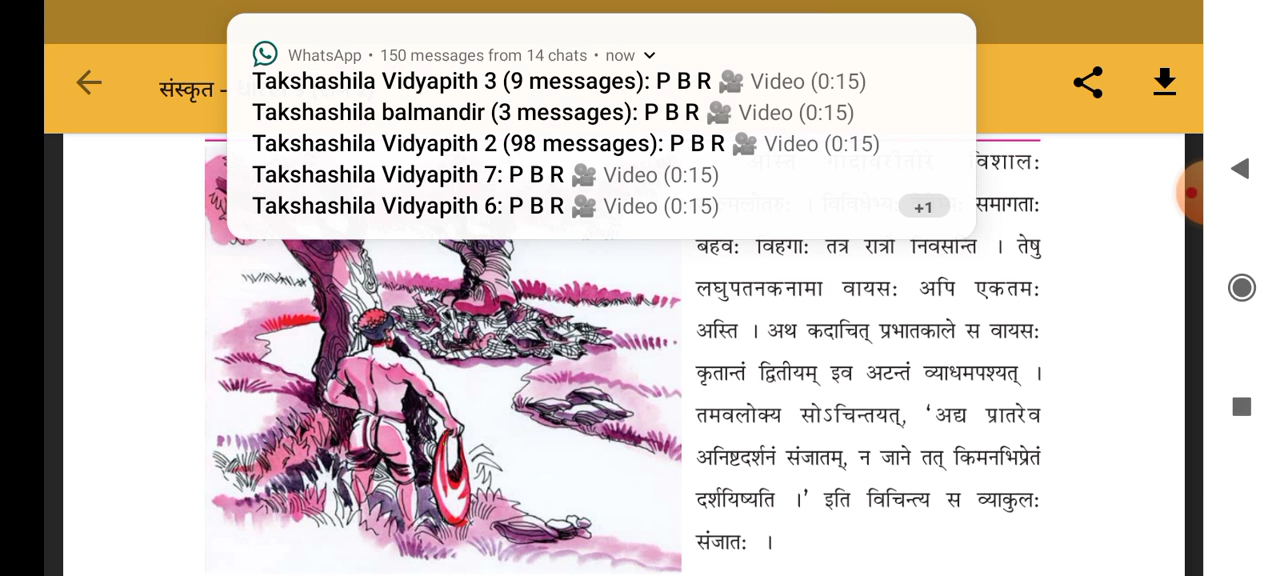 WhatsApp • 150 messages from 14 chats • now
Takshashila Vidyapith 3 (9 messages): P B R 🎥 Video (0:15)
Takshashila balmandir (3 messages): P B R 🎥 Video (0:15)
Takshashila Vidyapith 2 (98 messages): P B R 🎥 Video (0:15)
Takshashila Vidyapith 7: P B R 🎥 Video (0:15)
Takshashila Vidyapith 6: P B R 🎥 Video (0:15)
+1
संस्कृत -
अस्ति गोदावरीतीरे विशाल:
समागता:
बहव: विहगा: तत्र रात्रौ निवसन्ति । तेषु
लघुपतनकनामा वायस: अपि एकतम:
अस्ति । अथ कदाचित् प्रभातकाले स वायस:
कृतान्तं द्वितीयम् इव अटन्तं व्याधमपश्यत् ।
तमवलोक्य सोऽचिन्तयत्, ‘अद्य प्रातरेव
अनिष्टदर्शनं संजातम्, न जाने तत् किमनभिप्रेतं
दर्शयिष्यति ।’ इति विचिन्त्य स व्याकुल:
संजात: ।